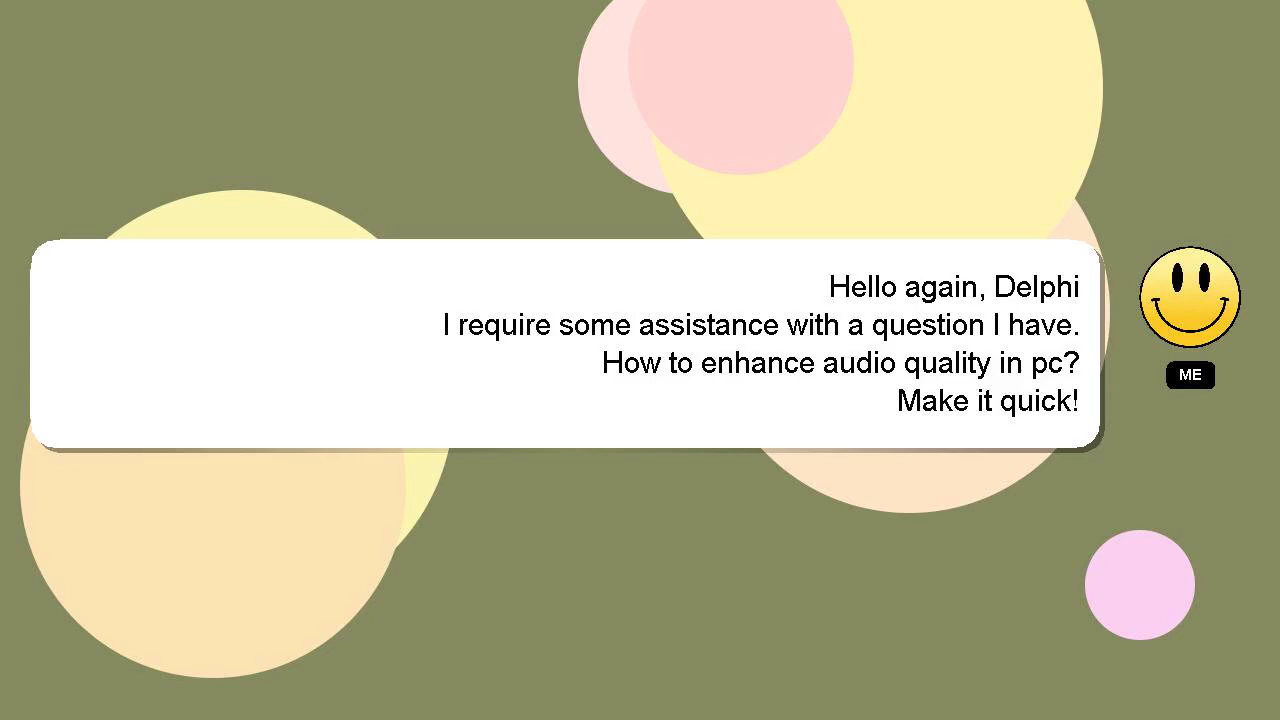 Hello again, Delphi
I require some assistance with a question I have.
How to enhance audio quality in pc?
Make it quick!
ME